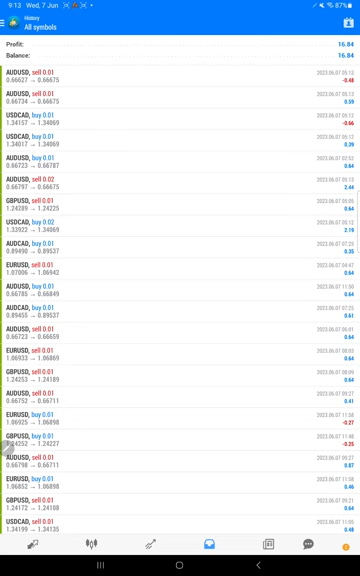 9:13 Wed, 7 Jun
87%
History
All symbols
Profit: 16.84
Balance: 16.84
AUDUSD, sell 0.01 2023.06.07 05:13
0.66627 → 0.66675 -0.48
AUDUSD, sell 0.01 2023.06.07 05:13
0.66734 → 0.66675 0.59
USDCAD, buy 0.01 2023.06.07 05:12
1.34157 → 1.34069 -0.66
USDCAD, buy 0.01 2023.06.07 05:12
1.34017 → 1.34069 0.39
AUDUSD, buy 0.01 2023.06.07 02:52
0.66723 → 0.66787 0.64
AUDUSD, sell 0.02 2023.06.07 05:13
0.66797 → 0.66675 2.44
GBPUSD, sell 0.01 2023.06.07 05:05
1.24289 → 1.24225 0.64
USDCAD, buy 0.02 2023.06.07 05:12
1.33922 → 1.34069 2.19
AUDCAD, buy 0.01 2023.06.07 07:25
0.89490 → 0.89537 0.35
EURUSD, sell 0.01 2023.06.07 04:47
1.07006 → 1.06942 0.64
AUDUSD, buy 0.01 2023.06.07 11:50
0.66785 → 0.66849 0.64
AUDCAD, buy 0.01 2023.06.07 07:25
0.89455 → 0.89537 0.61
AUDUSD, sell 0.01 2023.06.07 06:01
0.66723 → 0.66659 0.64
EURUSD, sell 0.01 2023.06.07 08:03
1.06933 → 1.06869 0.64
GBPUSD, sell 0.01 2023.06.07 08:09
1.24253 → 1.24189 0.64
AUDUSD, sell 0.01 2023.06.07 09:27
0.66752 → 0.66711 0.41
EURUSD, buy 0.01 2023.06.07 11:58
1.06925 → 1.06898 -0.27
GBPUSD, buy 0.01 2023.06.07 11:48
1.24252 → 1.24227 -0.25
AUDUSD, sell 0.01 2023.06.07 09:27
0.66798 → 0.66711 0.87
EURUSD, buy 0.01 2023.06.07 11:58
1.06852 → 1.06898 0.46
GBPUSD, sell 0.01 2023.06.07 09:21
1.24172 → 1.24108 0.64
USDCAD, sell 0.01 2023.06.07 11:05
1.34199 → 1.34135 0.48
2